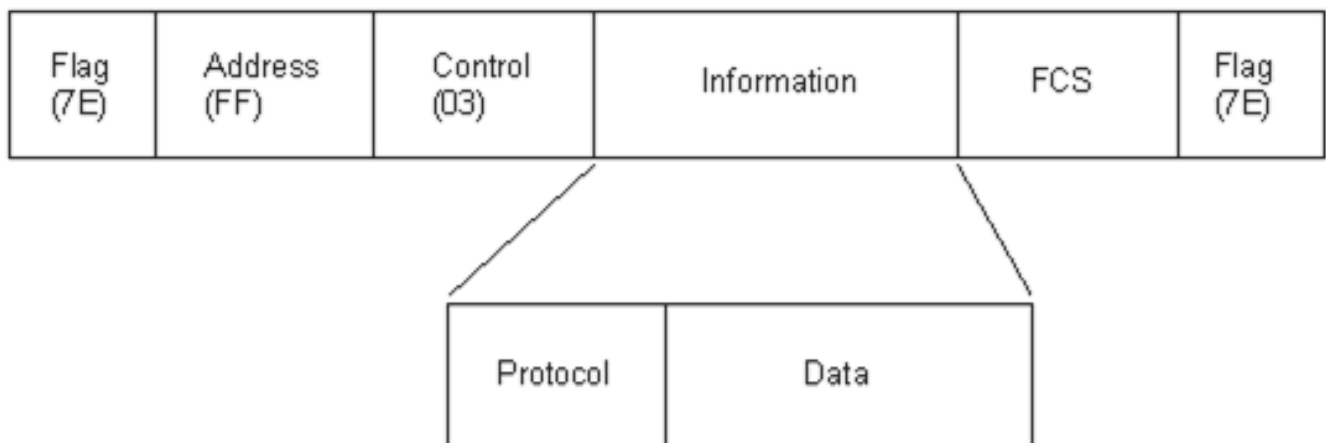 Flag
(7E)
Address
(FF)
Control
(03)
Information
FCS
Flag
(7E)
Protocol
Data